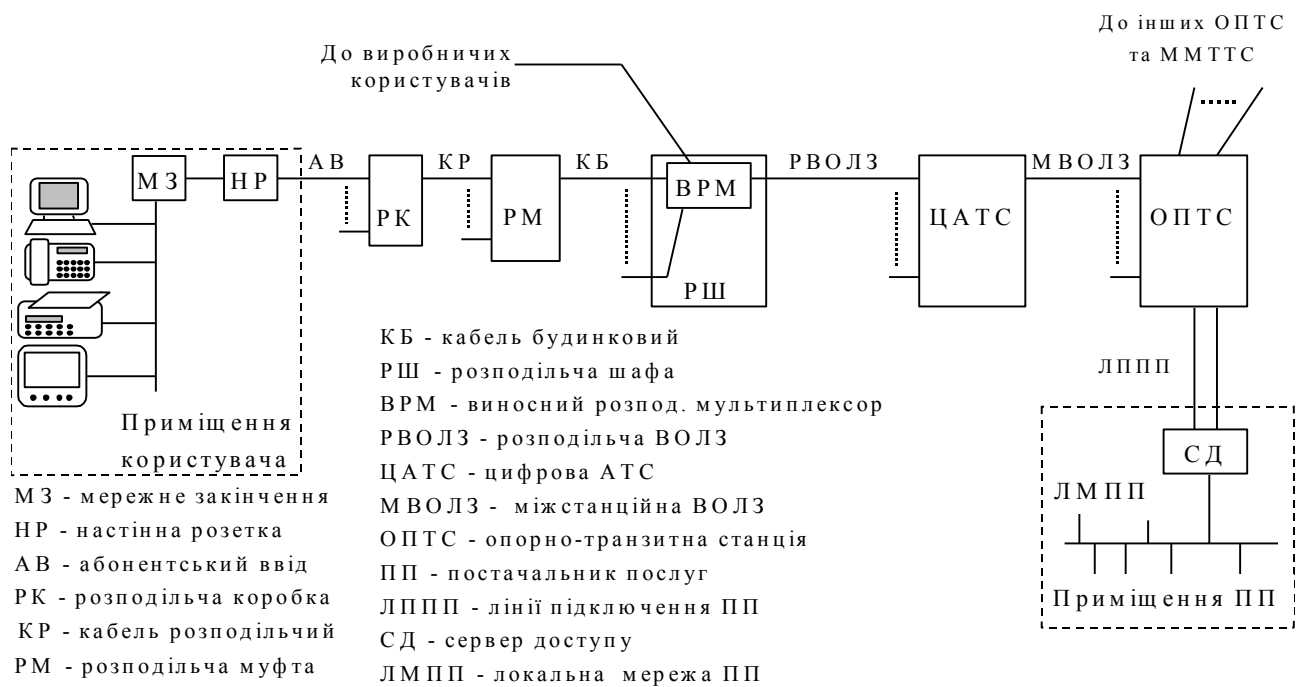 До інших ОПТС
та ММТТС
До виробничих
користувачів
АВ
КР
КБ
РВОЛЗ
МВОЛЗ
МЗ
НР
РК
РМ
ВРМ
РШ
ЦАТС
ОПТС
Приміщення
користувача
ЛППП
СД
ЛМПП
Приміщення ПП
МЗ - мережне закінчення
НР - настінна розетка
АВ - абонентський ввід
РК - розподільча коробка
КР - кабель розподільчий
РМ - розподільча муфта
КБ - кабель будинковий
РШ - розподільча шафа
ВРМ - виносний розпод. мультиплексор
РВОЛЗ - розподільча ВОЛЗ
ЦАТС - цифрова АТС
МВОЛЗ - міжстанційна ВОЛЗ
ОПТС - опорно-транзитна станція
ПП - постачальник послуг
ЛППП - лінії підключення ПП
СД - сервер доступу
ЛМПП - локальна мережа ПП